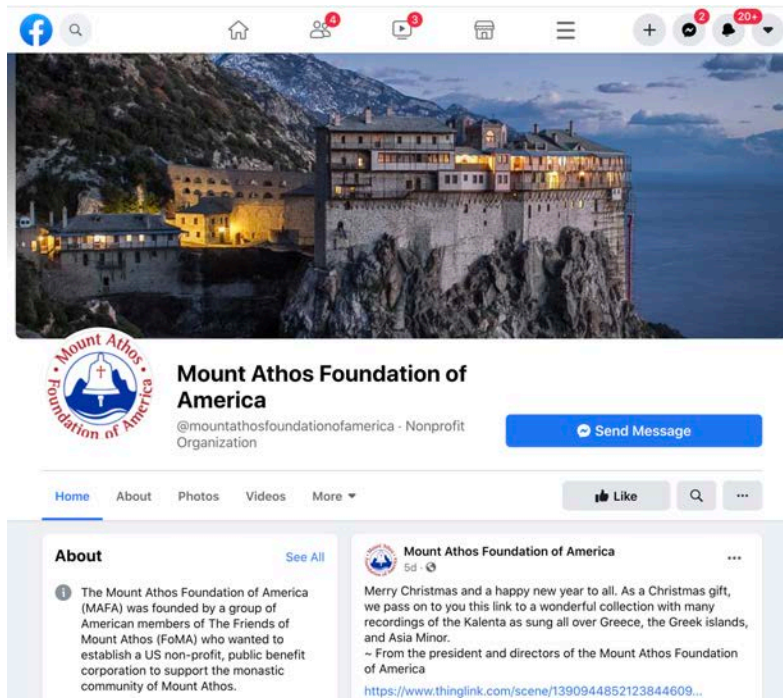 4
3
2
20+
Mount Athos
Foundation of America
Mount Athos Foundation of
America
@mountathosfoundationofamerica · Nonprofit
Organization
Send Message
Home
About
Photos
Videos
More
Like
About
See All
The Mount Athos Foundation of America
(MAFA) was founded by a group of
American members of The Friends of
Mount Athos (FoMA) who wanted to
establish a US non-profit, public benefit
corporation to support the monastic
community of Mount Athos.
Mount Athos Foundation of America
5d ·
Merry Christmas and a happy new year to all. As a Christmas gift,
we pass on to you this link to a wonderful collection with many
recordings of the Kalenta as sung all over Greece, the Greek islands,
and Asia Minor.
~ From the president and directors of the Mount Athos Foundation
of America
https://www.thinglink.com/scene/1390944852123844609...